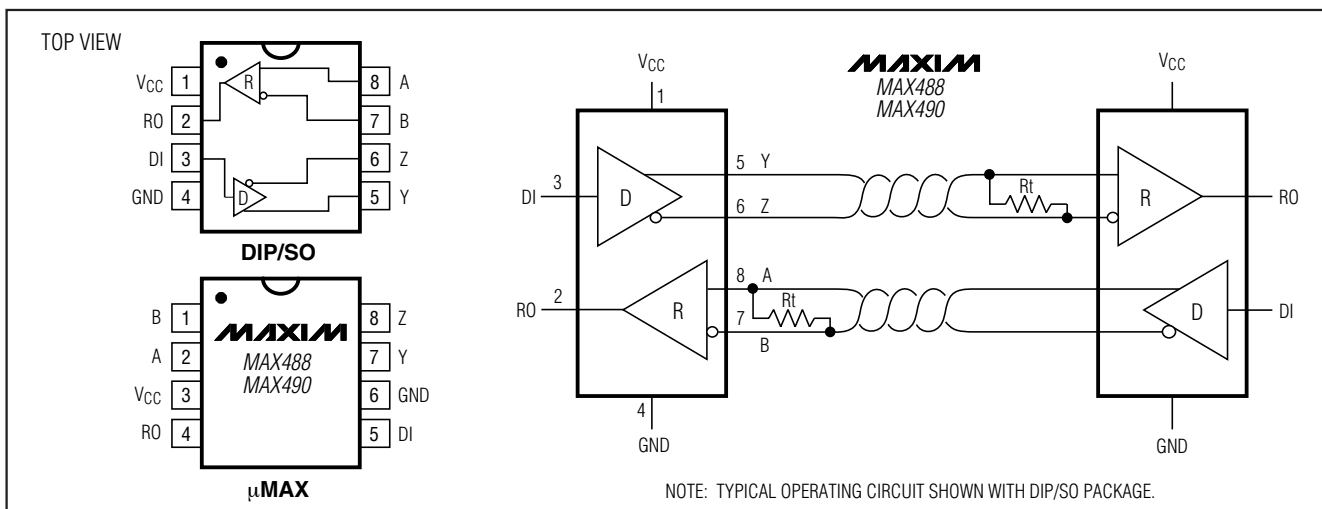 TOP VIEW
VCC 1
RO 2
DI 3
GND 4
8 A
7 B
6 Z
5 Y
R
D
DIP/SO
B 1
A 2
VCC 3
RO 4
8 Z
7 Y
6 GND
5 DI
MAXIM
MAX488
MAX490
µMAX
MAXIM
MAX488
MAX490
VCC
1
VCC
DI 3
D
5 Y
6 Z
Rt
R
RO
RO 2
R
8 A
7
B
Rt
D
DI
4
GND
GND
NOTE: TYPICAL OPERATING CIRCUIT SHOWN WITH DIP/SO PACKAGE.